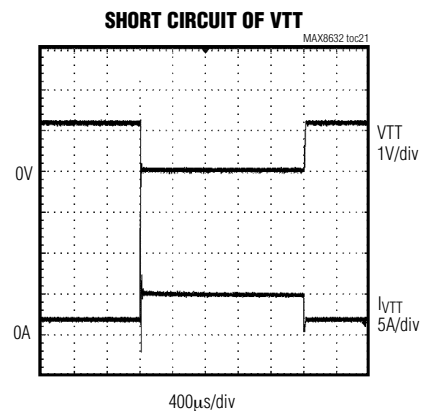 SHORT CIRCUIT OF VTT
MAX8632 toc21
VTT
1V/div
0V
IVTT
5A/div
0A
400μs/div